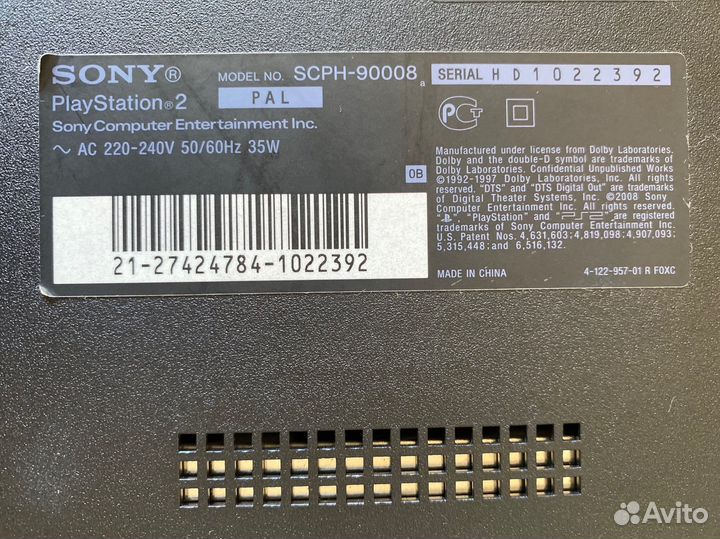 SONY® MODEL NO. SCPH-90008 a
PlayStation®2 PAL
Sony Computer Entertainment Inc.
~ AC 220-240V 50/60Hz 35W
0B
21-27424784-1022392
SERIAL H D 1 0 2 2 3 9 2
PCT
Manufactured under license from Dolby Laboratories.
Dolby and the double-D symbol are trademarks of
Dolby Laboratories. Confidential Unpublished Works
©1992-1997 Dolby Laboratories, Inc. All rights
reserved. "DTS" and "DTS Digital Out" are trademarks
of Digital Theater Systems, Inc. ©2008 Sony
Computer Entertainment Inc. All rights reserved.
" ", "PlayStation" and "PS2" are registered
trademarks of Sony Computer Entertainment Inc.
U.S. Patent Nos. 4,631,603; 4,819,098; 4,907,093;
5,315,448; and 6,516,132.
MADE IN CHINA 4-122-957-01 R FOXC
Avito